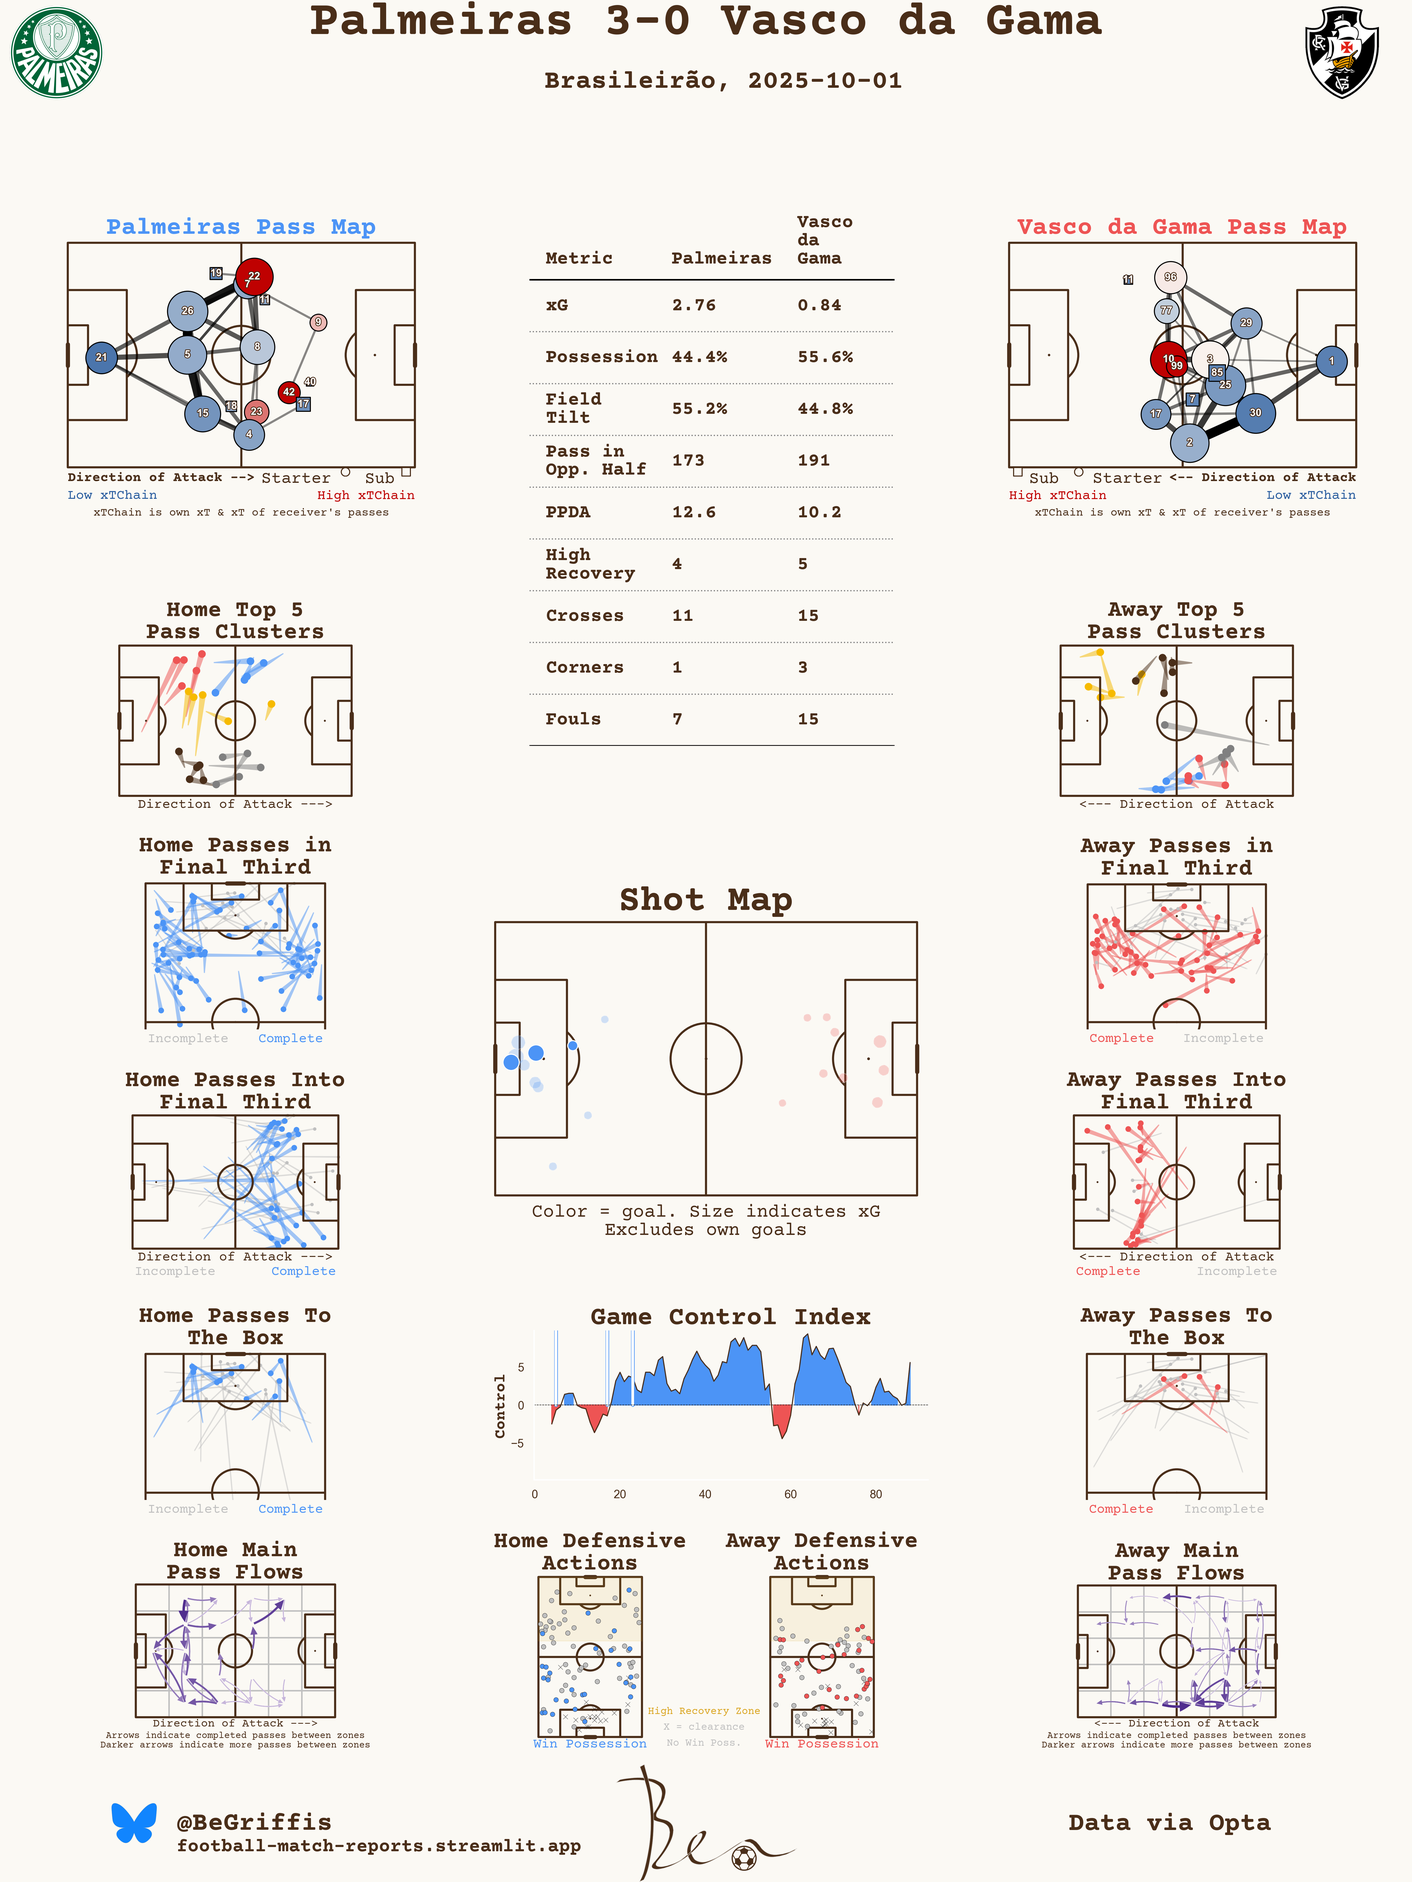 Palmeiras 3-0 Vasco da Gama
Brasileirão, 2025-10-01
PALMEIRAS
Palmeiras Pass Map
19
22
7
11
26
9
8
5
21
40
42
17
18
23
15
4
Direction of Attack --> Starter Sub
Low xTChain High xTChain
xTChain is own xT & xT of receiver's passes
Metric Palmeiras Vasco da Gama
xG 2.76 0.84
Possession 44.4% 55.6%
Field Tilt 55.2% 44.8%
Pass in Opp. Half 173 191
PPDA 12.6 10.2
High Recovery 4 5
Crosses 11 15
Corners 1 3
Fouls 7 15
Vasco da Gama Pass Map
11
96
77
29
10
99
3
1
85
25
7
17
30
2
Sub Starter <-- Direction of Attack
High xTChain Low xTChain
xTChain is own xT & xT of receiver's passes
Home Top 5
Pass Clusters
Direction of Attack --->
Away Top 5
Pass Clusters
<--- Direction of Attack
Home Passes in
Final Third
Incomplete Complete
Away Passes in
Final Third
Complete Incomplete
Shot Map
Color = goal. Size indicates xG
Excludes own goals
Home Passes Into
Final Third
Direction of Attack --->
Incomplete Complete
Away Passes Into
Final Third
<--- Direction of Attack
Complete Incomplete
Home Passes To
The Box
Incomplete Complete
Game Control Index
Control
5
0
−5
0 20 40 60 80
Away Passes To
The Box
Complete Incomplete
Home Main
Pass Flows
Direction of Attack --->
Arrows indicate completed passes between zones
Darker arrows indicate more passes between zones
Home Defensive
Actions
Win Possession
High Recovery Zone
X = clearance
No Win Poss.
Away Defensive
Actions
Win Possession
Away Main
Pass Flows
<--- Direction of Attack
Arrows indicate completed passes between zones
Darker arrows indicate more passes between zones
@BeGriffis
football-match-reports.streamlit.app
Ben
Data via Opta